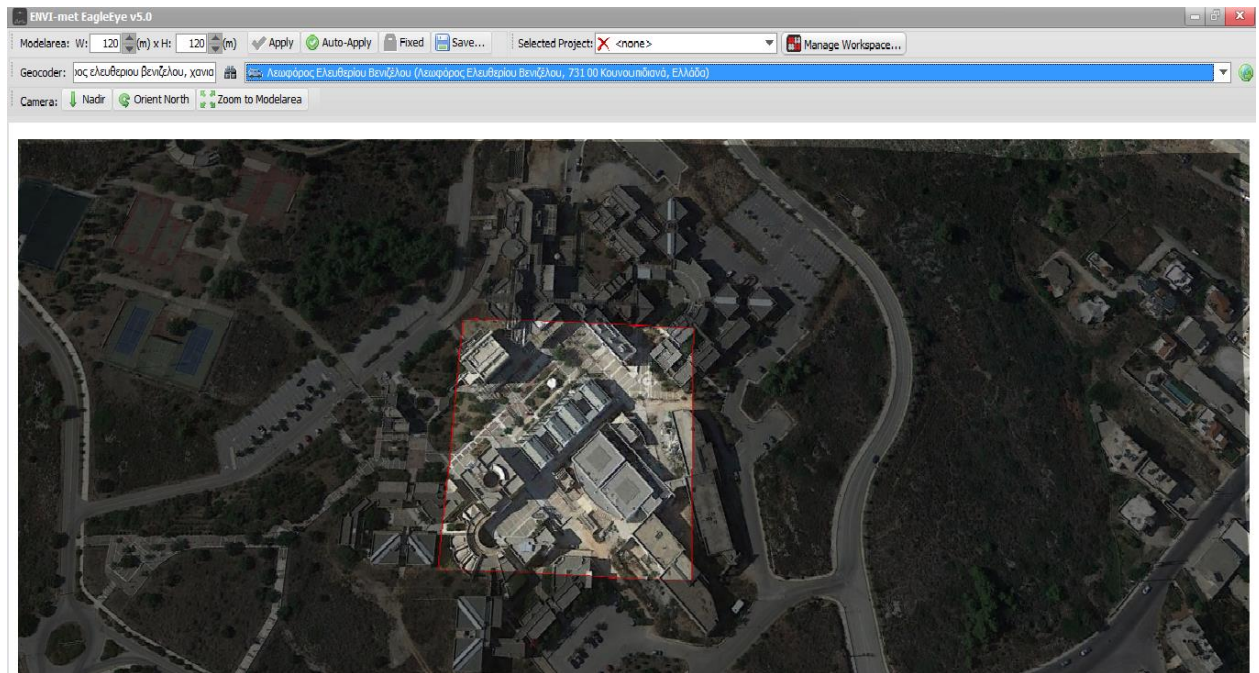 ENVI-met EagleEye v5.0
Modelarea: W: 120 (m) x H: 120 (m) Apply Auto-Apply Fixed Save... Selected Project: <none> Manage Workspace...
Geocoder: ος ελευθεριου βενιζελου, χανια Λεωφόρος Ελευθερίου Βενιζέλου (Λεωφόρος Ελευθερίου Βενιζέλου, 731 00 Κουνουπιδιανά, Ελλάδα)
Camera: Nadir Orient North Zoom to Modelarea